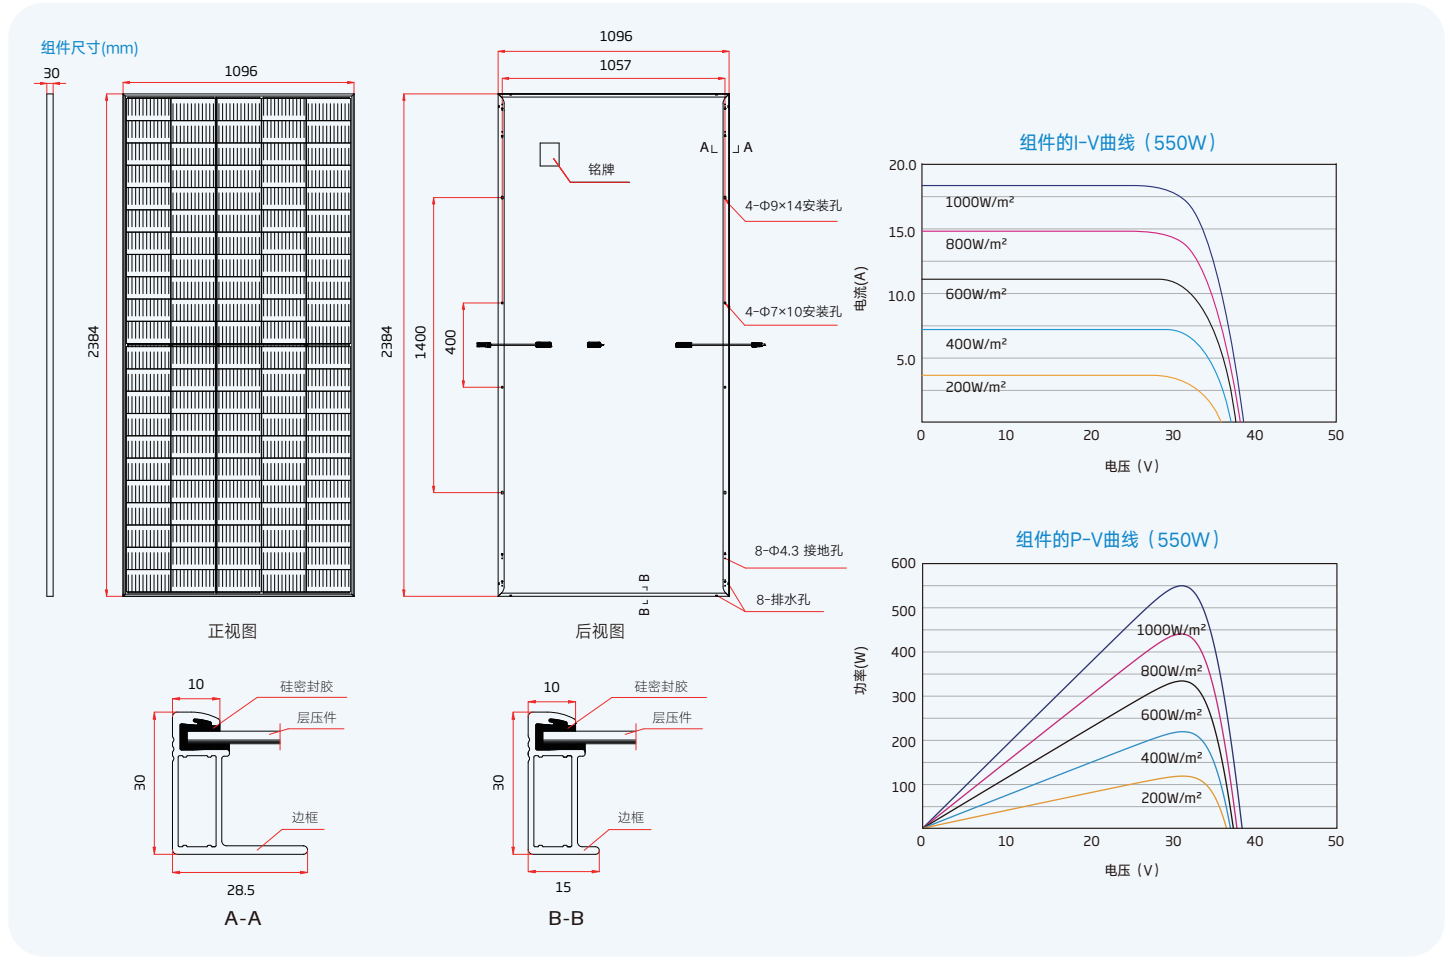 组件尺寸(mm)
30
1096
2384
正视图
1096
1057
2384
1400
400
铭牌
A
A
4-Φ9×14安装孔
4-Φ7×10安装孔
8-Φ4.3 接地孔
8-排水孔
B
B
后视图
10
硅密封胶
层压件
30
边框
28.5
A-A
10
硅密封胶
层压件
30
边框
15
B-B
组件的I-V曲线（550W）
20.0
15.0
10.0
5.0
电流(A)
1000W/m²
800W/m²
600W/m²
400W/m²
200W/m²
0 10 20 30 40 50
电压（V）
组件的P-V曲线（550W）
600
500
400
300
200
100
功率(W)
1000W/m²
800W/m²
600W/m²
400W/m²
200W/m²
0 10 20 30 40 50
电压（V）